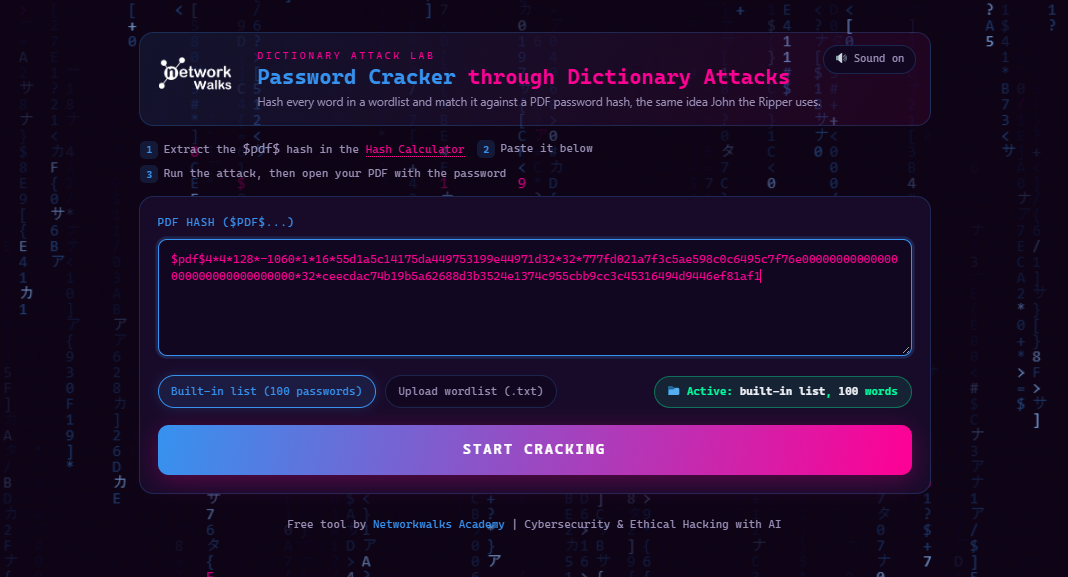 network
Walks
DICTIONARY ATTACK LAB
Password Cracker through Dictionary Attacks
Hash every word in a wordlist and match it against a PDF password hash, the same idea John the Ripper uses.
Sound on
1 Extract the $pdf$ hash in the Hash Calculator 2 Paste it below
3 Run the attack, then open your PDF with the password
PDF HASH ($PDF$...)
$pdf$4*4*128*-1060*1*16*55d1a5c14175da449753199e44971d32*32*777fd021a7f3c5ae598c0c6495c7f76e00000000000000
000000000000000000*32*ceecdac74b19b5a62688d3b3524e1374c955cbb9cc3c45316494d9446ef81af1
Built-in list (100 passwords)
Upload wordlist (.txt)
Active: built-in list, 100 words
START CRACKING
Free tool by Networkwalks Academy | Cybersecurity & Ethical Hacking with AI